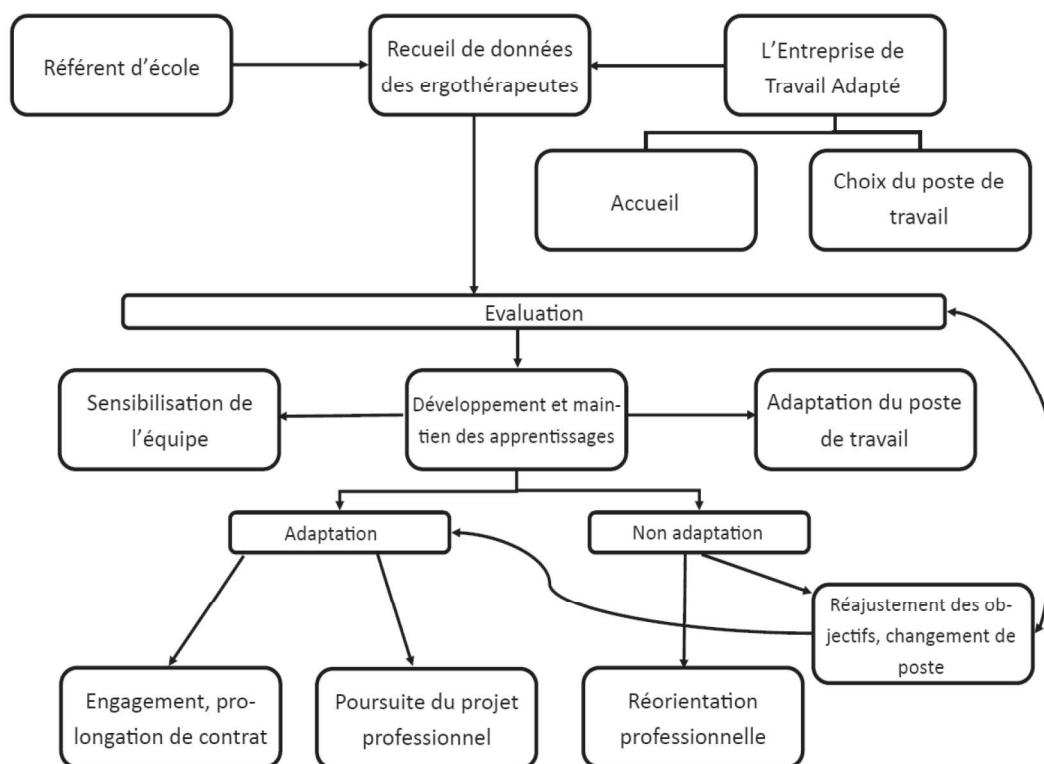 Référent d’école
Recueil de données
des ergothérapeutes
L’Entreprise de
Travail Adapté
Accueil
Choix du poste de
travail
Evaluation
Sensibilisation de
l’équipe
Développement et main-
tien des apprentissages
Adaptation du poste
de travail
Adaptation
Non adaptation
Réajustement des ob-
jectifs, changement de
poste
Engagement, pro-
longation de contrat
Poursuite du projet
professionnel
Réorientation
professionnelle